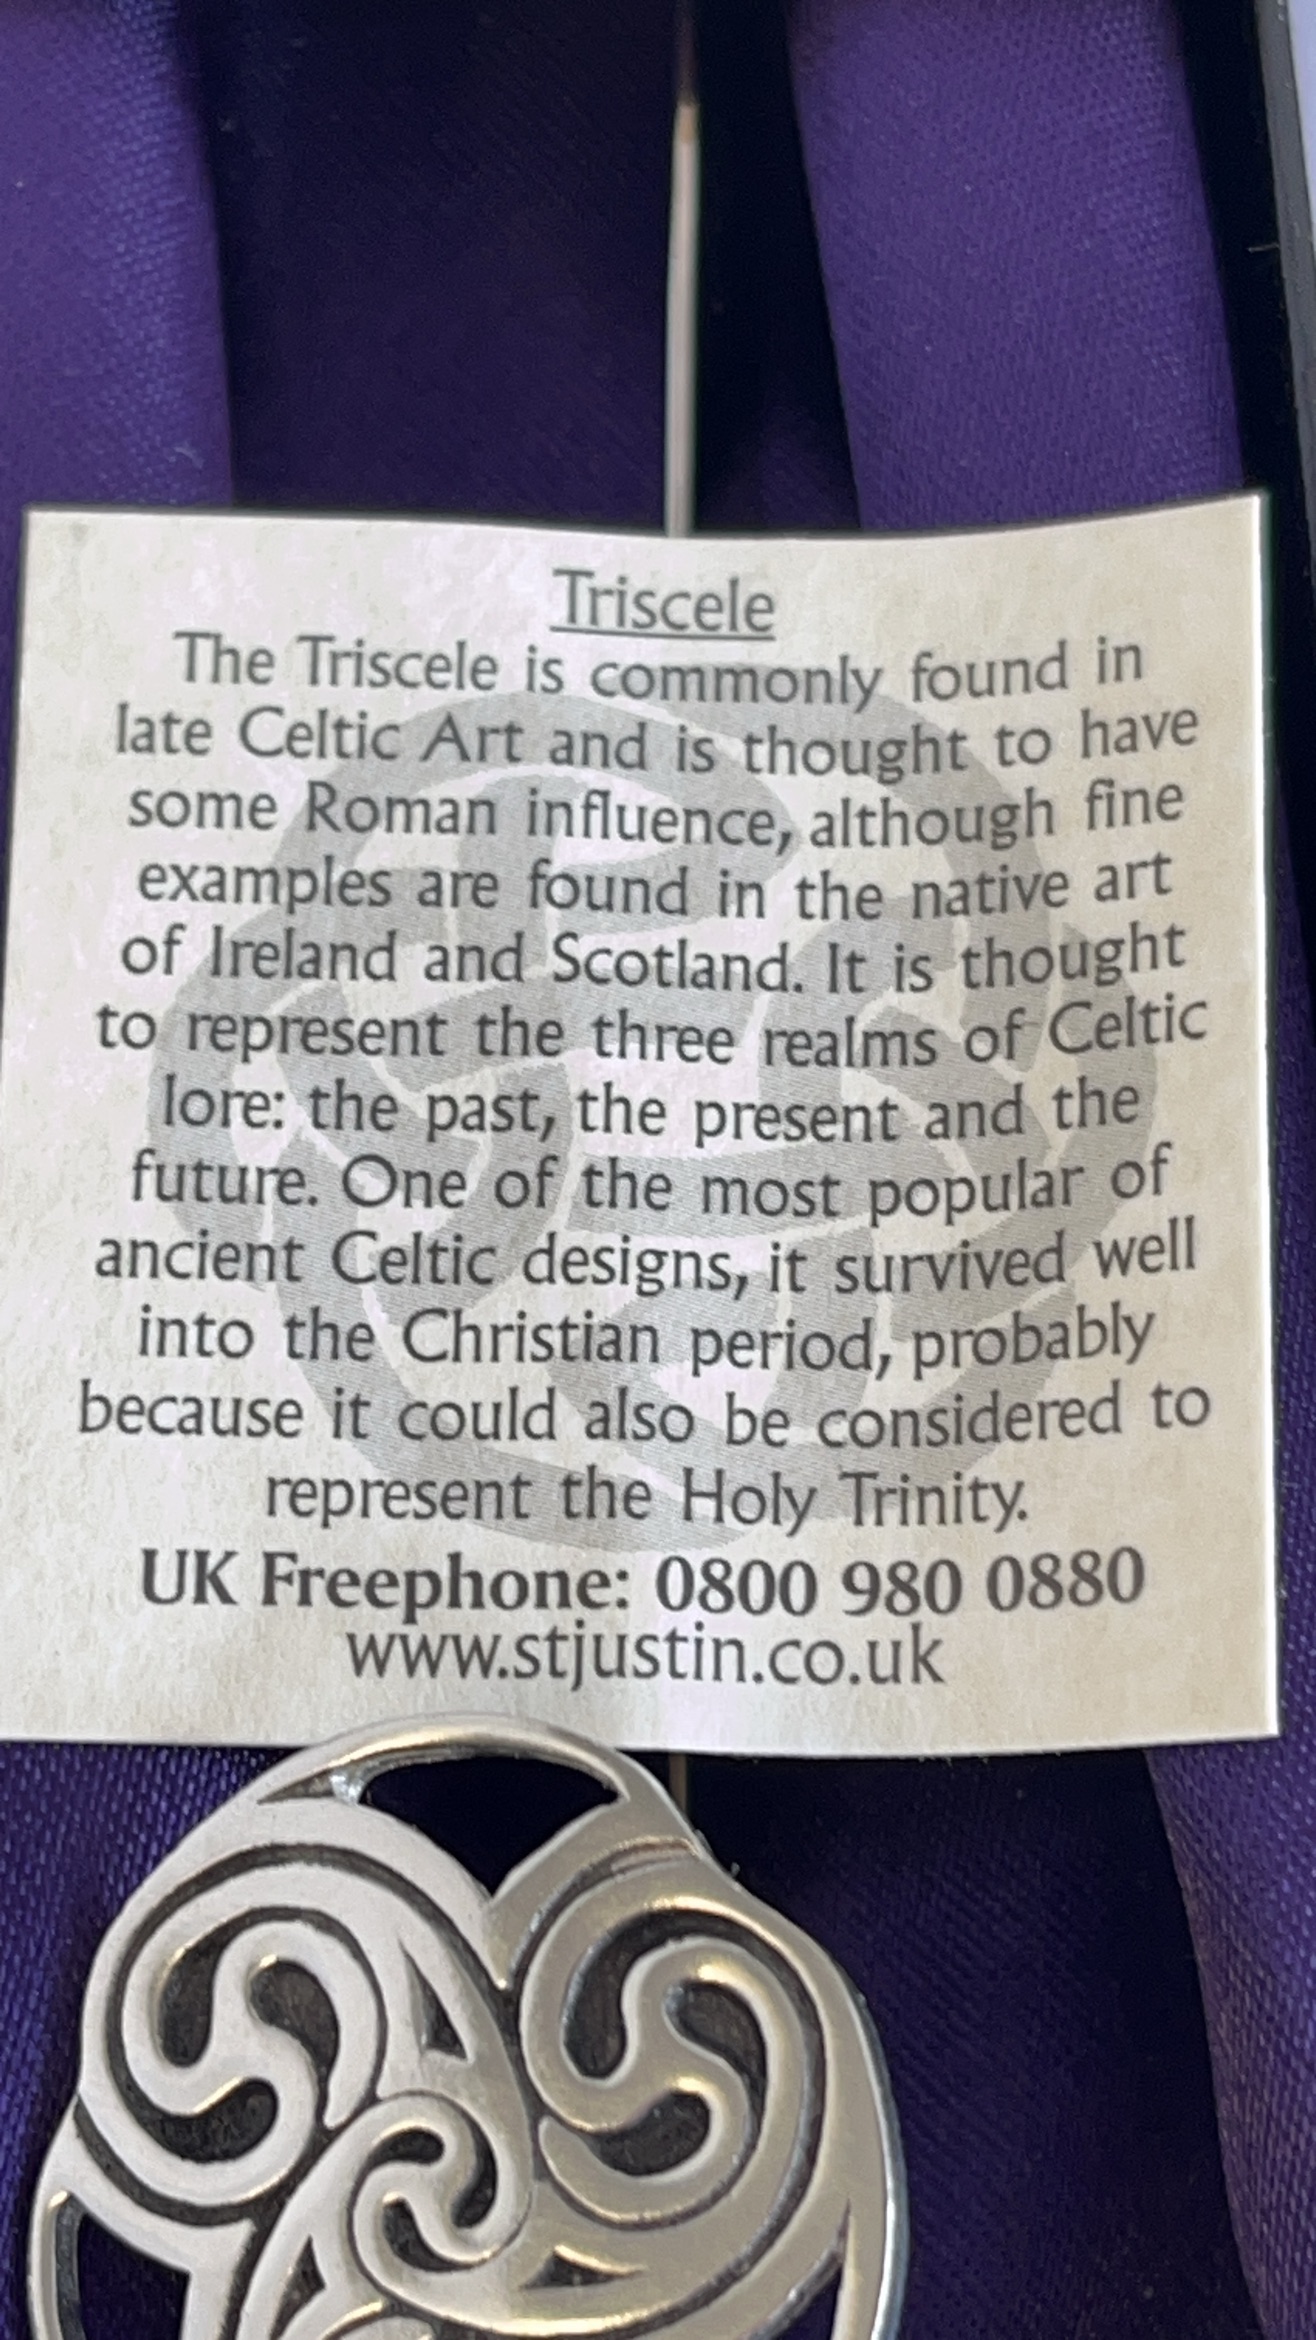 Triscele
The Triscele is commonly found in
late Celtic Art and is thought to have
some Roman influence, although fine
examples are found in the native art
of Ireland and Scotland. It is thought
to represent the three realms of Celtic
lore: the past, the present and the
future. One of the most popular of
ancient Celtic designs, it survived well
into the Christian period, probably
because it could also be considered to
represent the Holy Trinity.
UK Freephone: 0800 980 0880
www.stjustin.co.uk